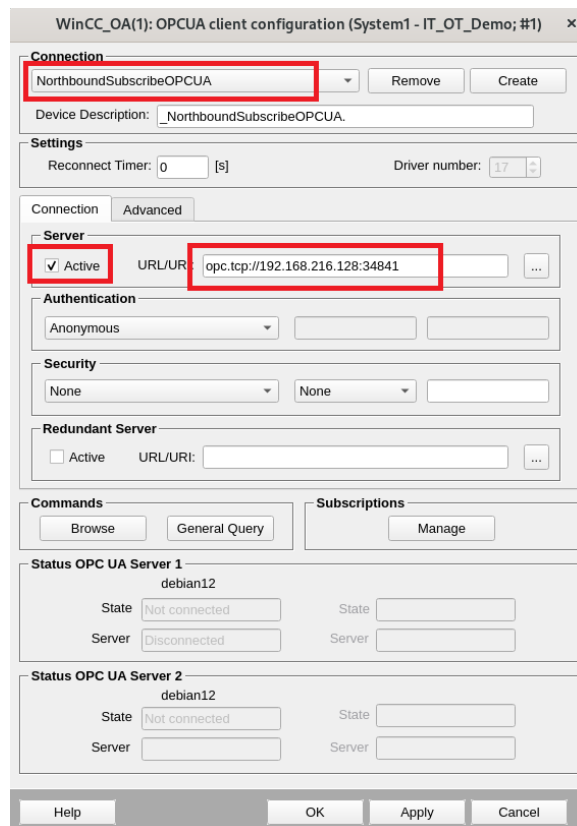 WinCC_OA(1): OPCUA client configuration (System1 - IT_OT_Demo; #1) ×
Connection
NorthboundSubscribeOPCUA Remove Create
Device Description: _NorthboundSubscribeOPCUA.
Settings
Reconnect Timer: 0 [s] Driver number: 17
Connection Advanced
Server
Active URL/URI: opc.tcp://192.168.216.128:34841 ...
Authentication
Anonymous
Security
None None
Redundant Server
Active URL/URI: ...
Commands Subscriptions
Browse General Query Manage
Status OPC UA Server 1
debian12
State Not connected State
Server Disconnected Server
Status OPC UA Server 2
debian12
State Not connected State
Server Server
Help OK Apply Cancel